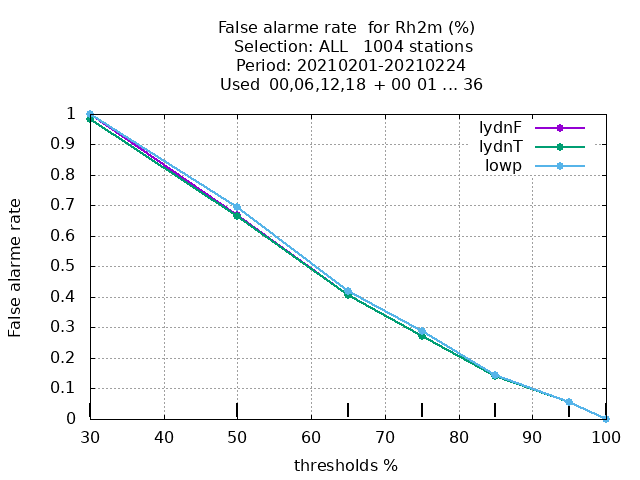 False alarme rate  for Rh2m (%)
Selection: ALL   1004 stations
Period: 20210201-20210224
Used 00,06,12,18 + 00 01 ... 36
lydnF
lydnT
lowp
1
0.9
0.8
0.7
0.6
0.5
0.4
0.3
0.2
0.1
0
False alarme rate
30 40 50 60 70 80 90 100
thresholds %